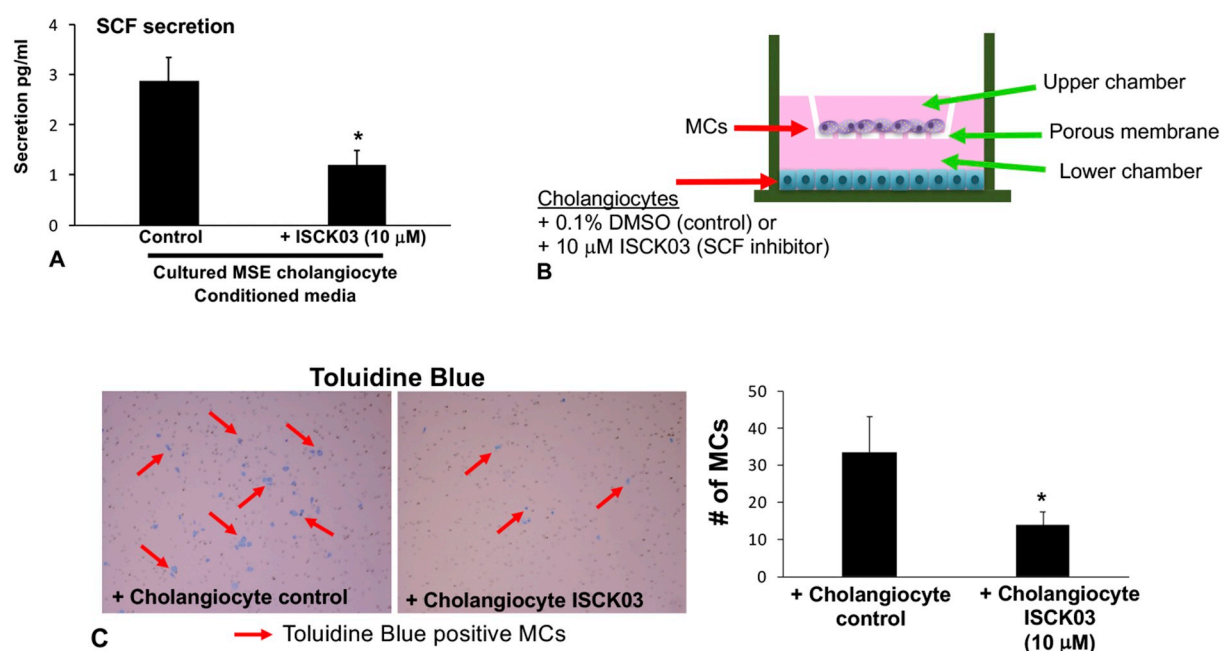 SCF secretion
Secretion pg/ml
4
3
2
1
0
Control
+ ISCK03 (10 μM)
*
Cultured MSE cholangiocyte
Conditioned media
A
Upper chamber
MCs
Porous membrane
Lower chamber
Cholangiocytes
+ 0.1% DMSO (control) or
+ 10 μM ISCK03 (SCF inhibitor)
B
Toluidine Blue
+ Cholangiocyte control
+ Cholangiocyte ISCK03
Toluidine Blue positive MCs
C
# of MCs
50
40
30
20
10
0
*
+ Cholangiocyte
control
+ Cholangiocyte
ISCK03
(10 μM)